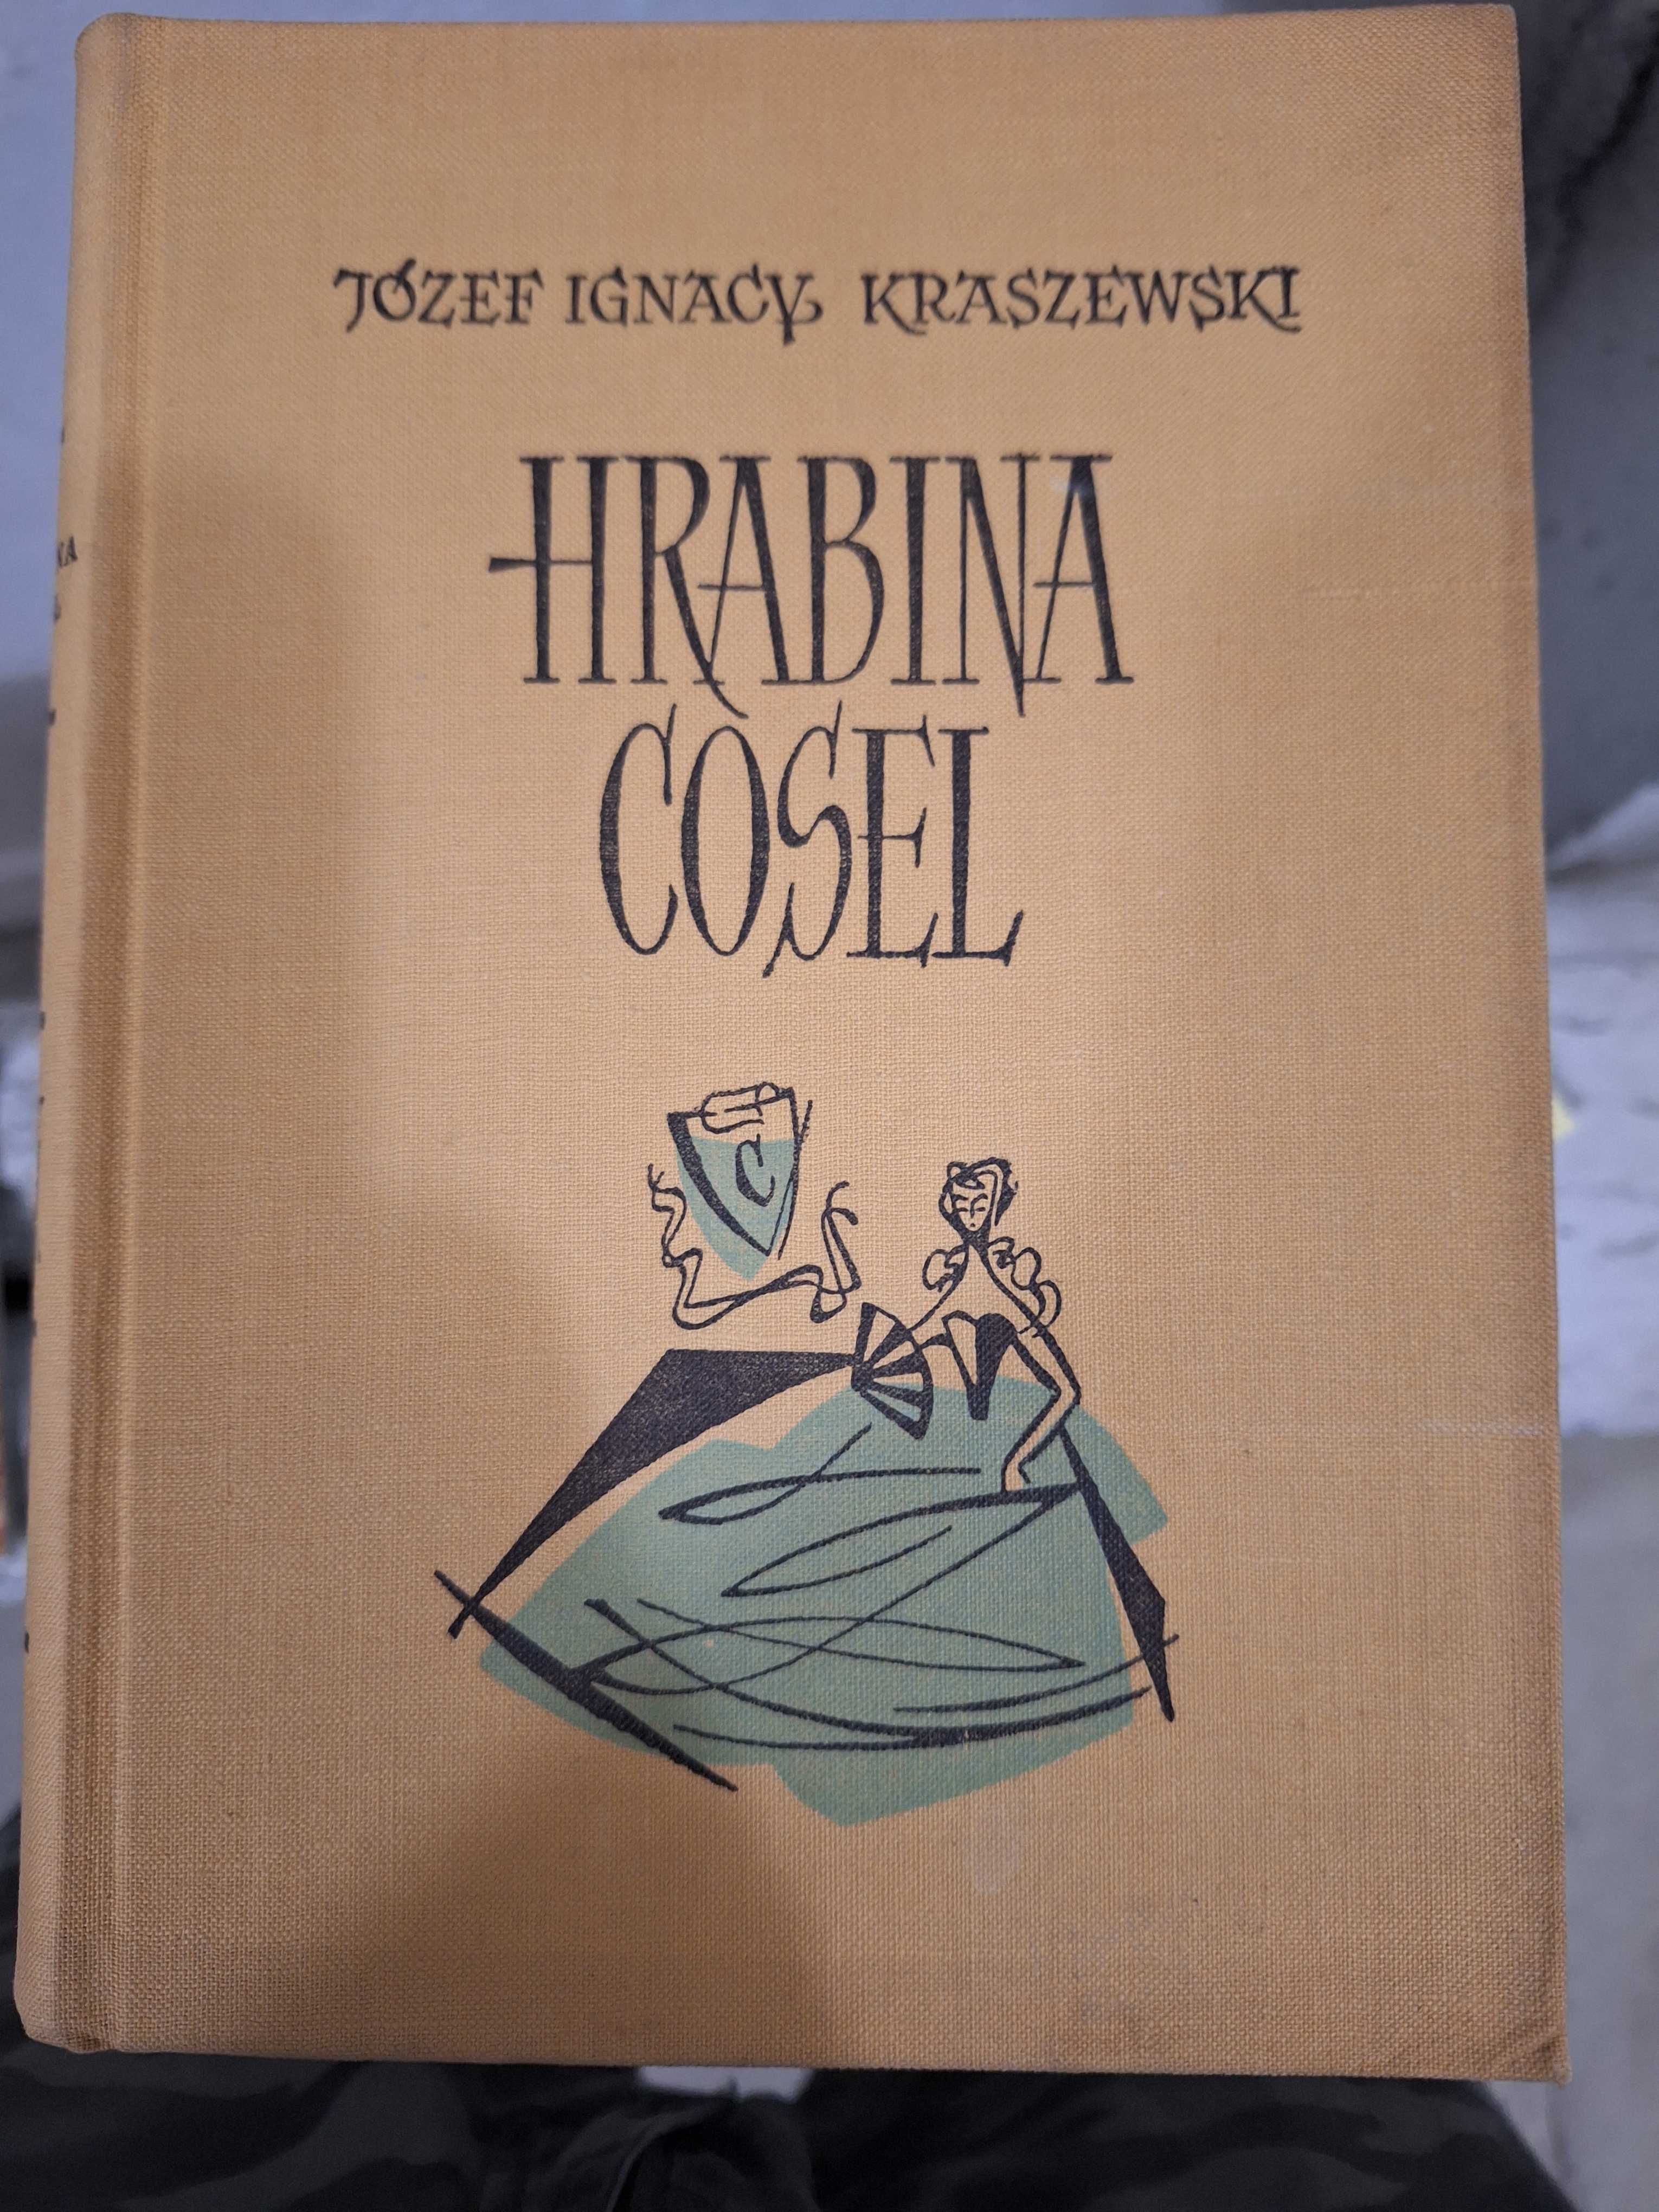 JÓZEF IGNACY KRASZEWSKI
HRABINA
COSEL
C